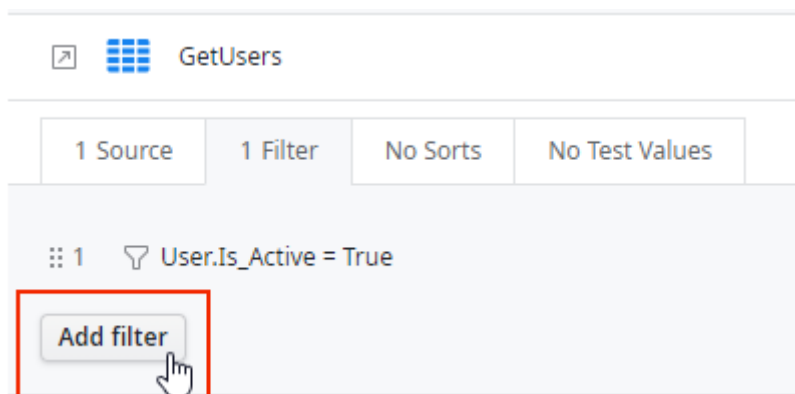 GetUsers
1 Source 1 Filter No Sorts No Test Values
1 User.Is_Active = True
Add filter